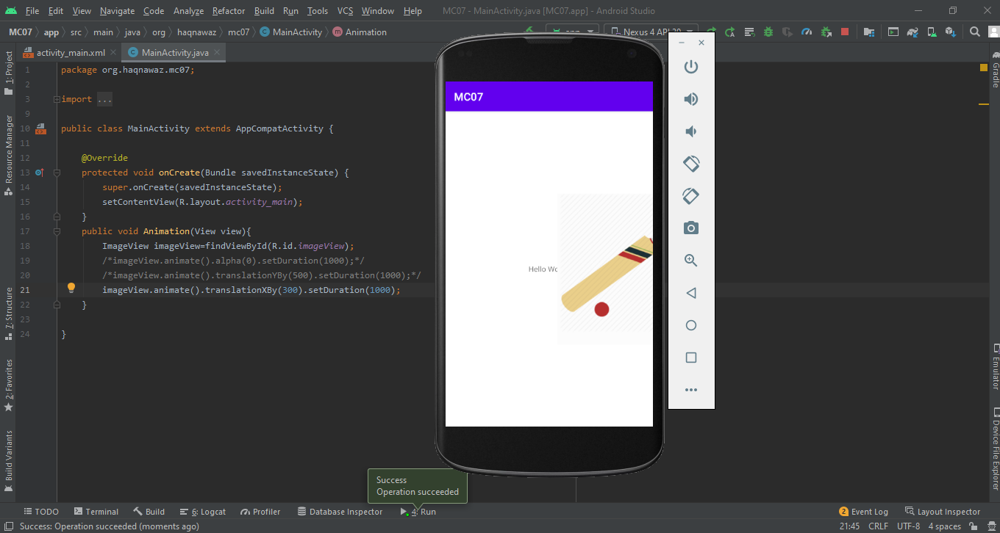 File Edit View Navigate Code Analyze Refactor Build Run Tools VCS Window Help MC07 - MainActivity.java [MC07.app] - Android Studio
MC07 app src main java org haqnawaz mc07 MainActivity Animation
Nexus 4 API 30
activity_main.xml MainActivity.java
1 package org.haqnawaz.mc07;
2
3 import ...
9
10 public class MainActivity extends AppCompatActivity {
11
12 @Override
13 protected void onCreate(Bundle savedInstanceState) {
14 super.onCreate(savedInstanceState);
15 setContentView(R.layout.activity_main);
16 }
17 public void Animation(View view){
18 ImageView imageView=findViewById(R.id.imageView);
19 /*imageView.animate().alpha(0).setDuration(1000);*/
20 /*imageView.animate().translationYBy(500).setDuration(1000);*/
21 imageView.animate().translationXBy(300).setDuration(1000);
22 }
23
24 }
1: Project
Resource Manager
7: Structure
2: Favorites
Build Variants
MC07
Hello Wo
Gradle
Emulator
Device File Explorer
Success
Operation succeeded
TODO Terminal Build 6: Logcat Profiler Database Inspector 4: Run 2 Event Log Layout Inspector
Success: Operation succeeded (moments ago) 21:45 CRLF UTF-8 4 spaces